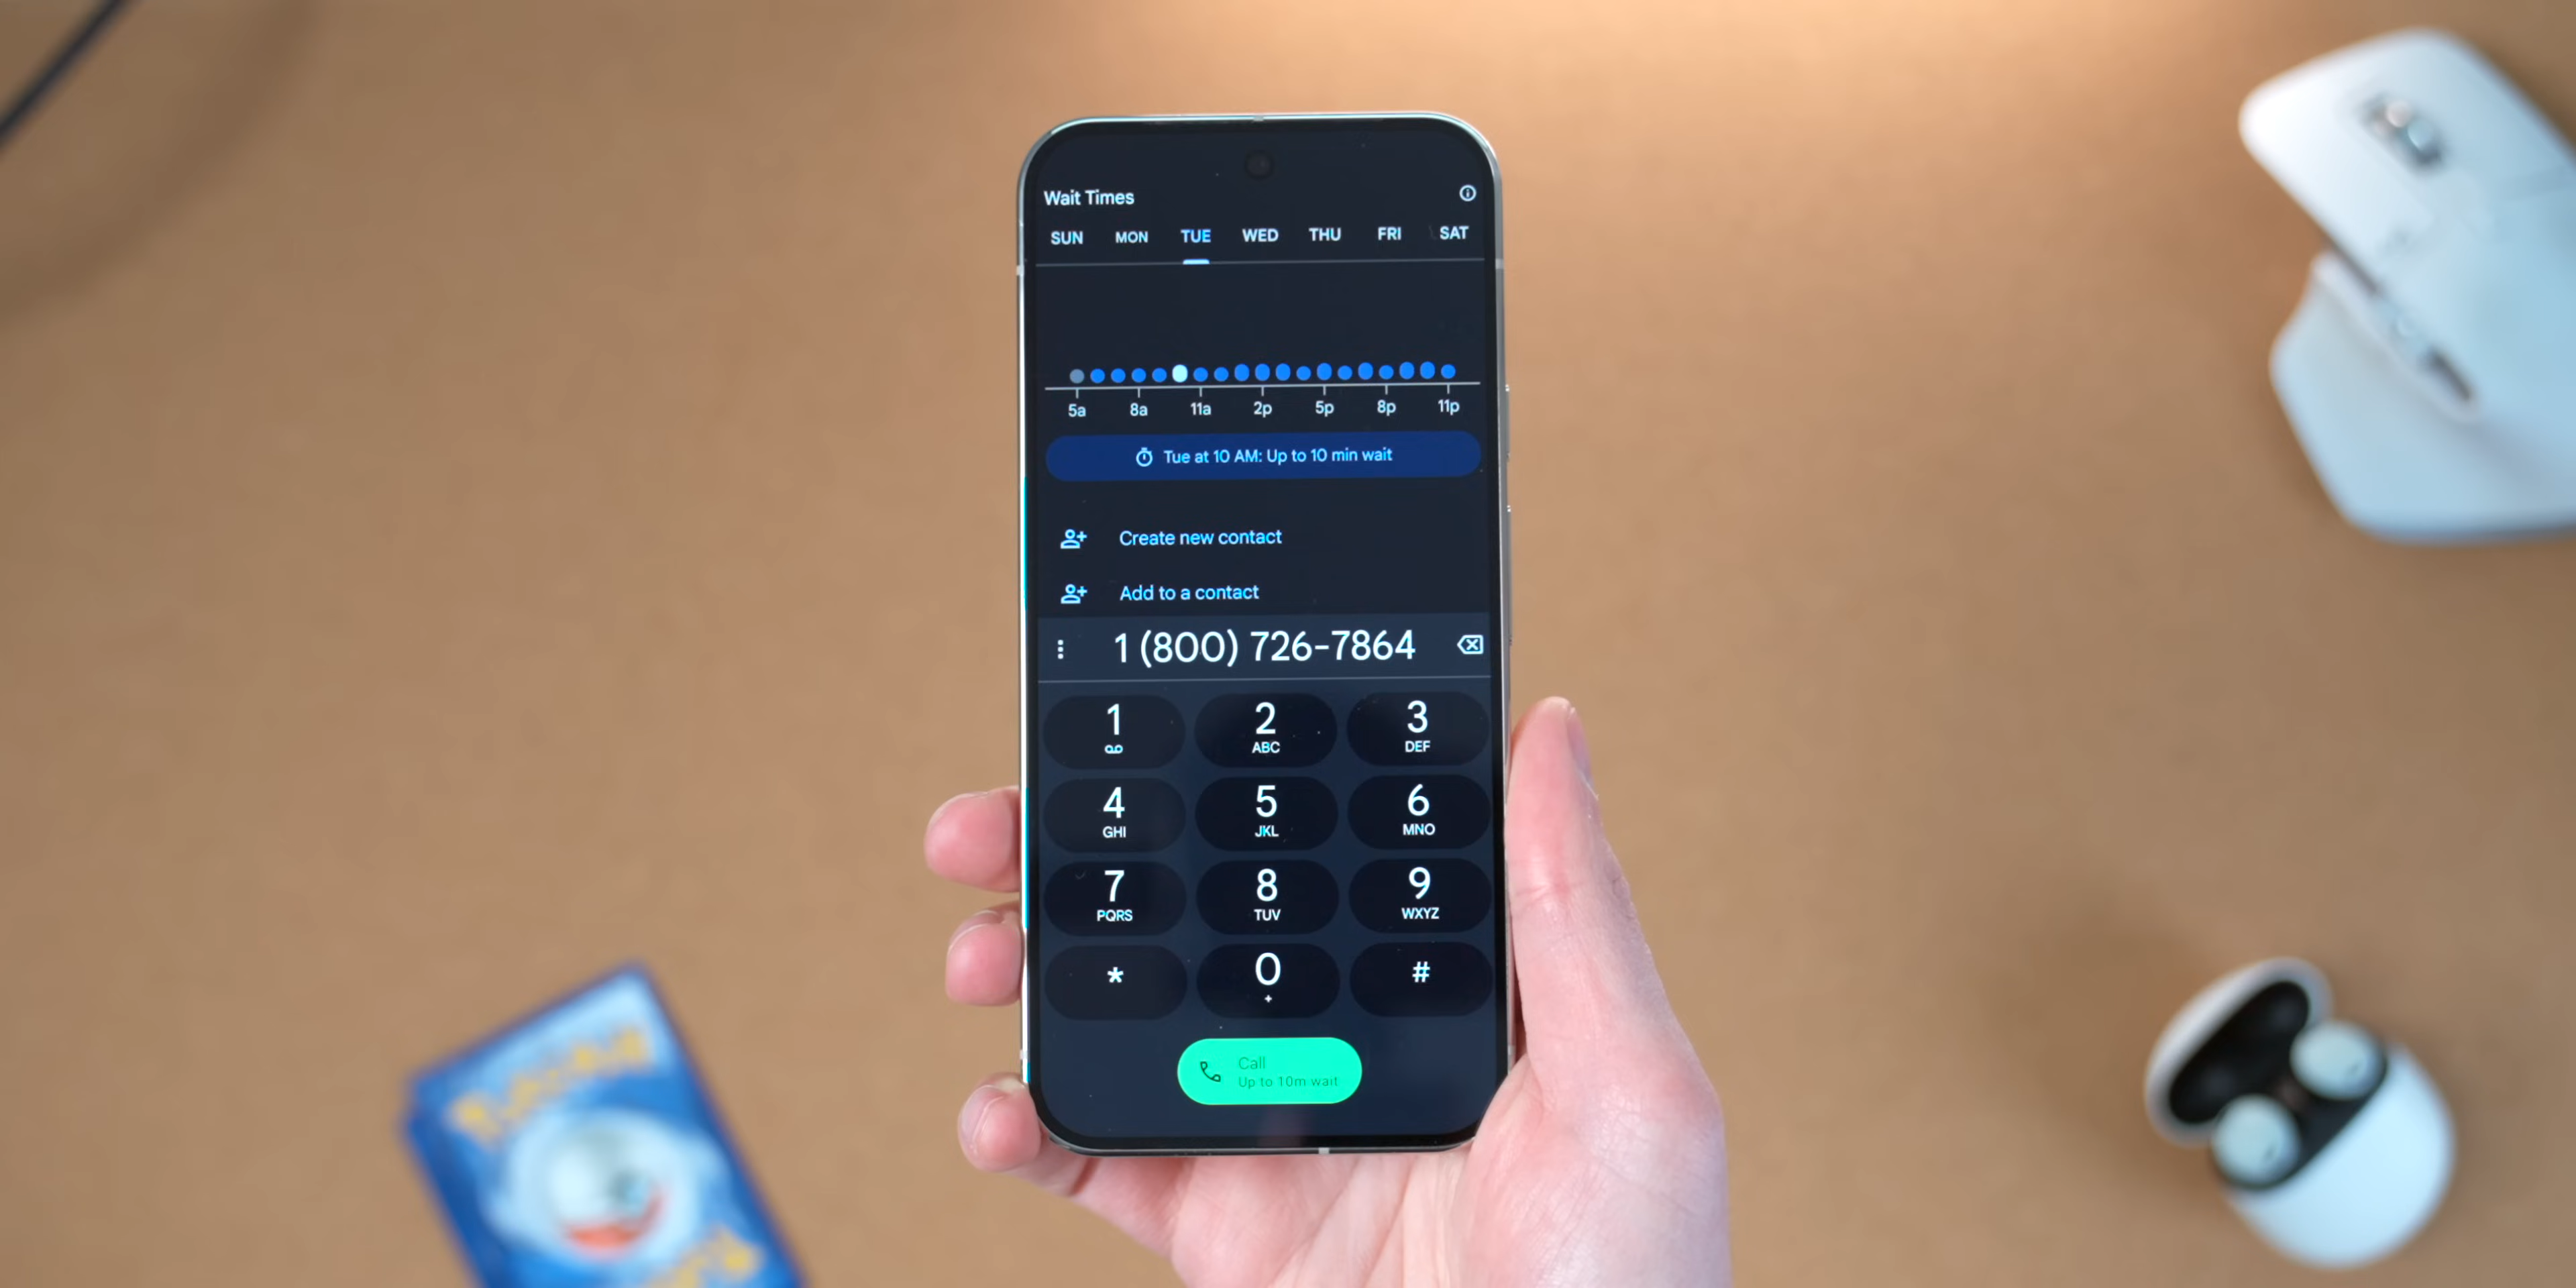 Wait Times
SUN MON TUE WED THU FRI SAT
5a 8a 11a 2p 5p 8p 11p
Tue at 10 AM: Up to 10 min wait
Create new contact
Add to a contact
1 (800) 726-7864
1 2 3
ABC DEF
4 5 6
GHI JKL MNO
7 8 9
PQRS TUV WXYZ
* 0 #
+
Call
Up to 10m wait